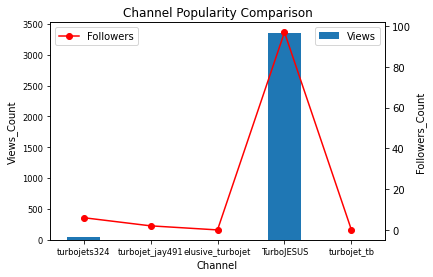 Channel Popularity Comparison
Followers
Views
3500
3000
2500
2000
1500
1000
500
0
Views_Count
100
80
60
40
20
0
Followers_Count
turbojets324 turbojet_jay491 elusive_turbojet TurboJESUS turbojet_tb
Channel